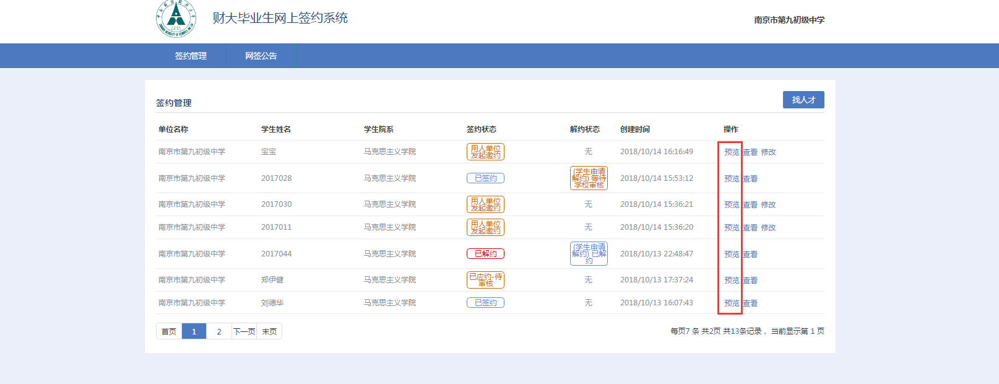 财大毕业生网上签约系统
南京市第九初级中学
签约管理 网签公告
签约管理
找人才
单位名称 学生姓名 学生院系 签约状态 解约状态 创建时间 操作
南京市第九初级中学 宝宝 马克思主义学院 用人单位发起邀约 无 2018/10/14 16:16:49 预览 查看 修改
南京市第九初级中学 2017028 马克思主义学院 已签约 (学生申请解约) 等待学校审核 2018/10/14 15:53:12 预览 查看
南京市第九初级中学 2017030 马克思主义学院 用人单位发起邀约 无 2018/10/14 15:36:21 预览 查看 修改
南京市第九初级中学 2017011 马克思主义学院 用人单位发起邀约 无 2018/10/14 15:36:20 预览 查看 修改
南京市第九初级中学 2017044 马克思主义学院 已解约 (学生申请解约) 已解约 2018/10/13 22:48:47 预览 查看
南京市第九初级中学 郑伊健 马克思主义学院 已应约-待审核 无 2018/10/13 17:37:24 预览 查看
南京市第九初级中学 刘德华 马克思主义学院 已签约 无 2018/10/13 16:07:43 预览 查看
首页 1 2 下一页 末页
每页7 条 共2页 共13条记录， 当前显示第 1 页